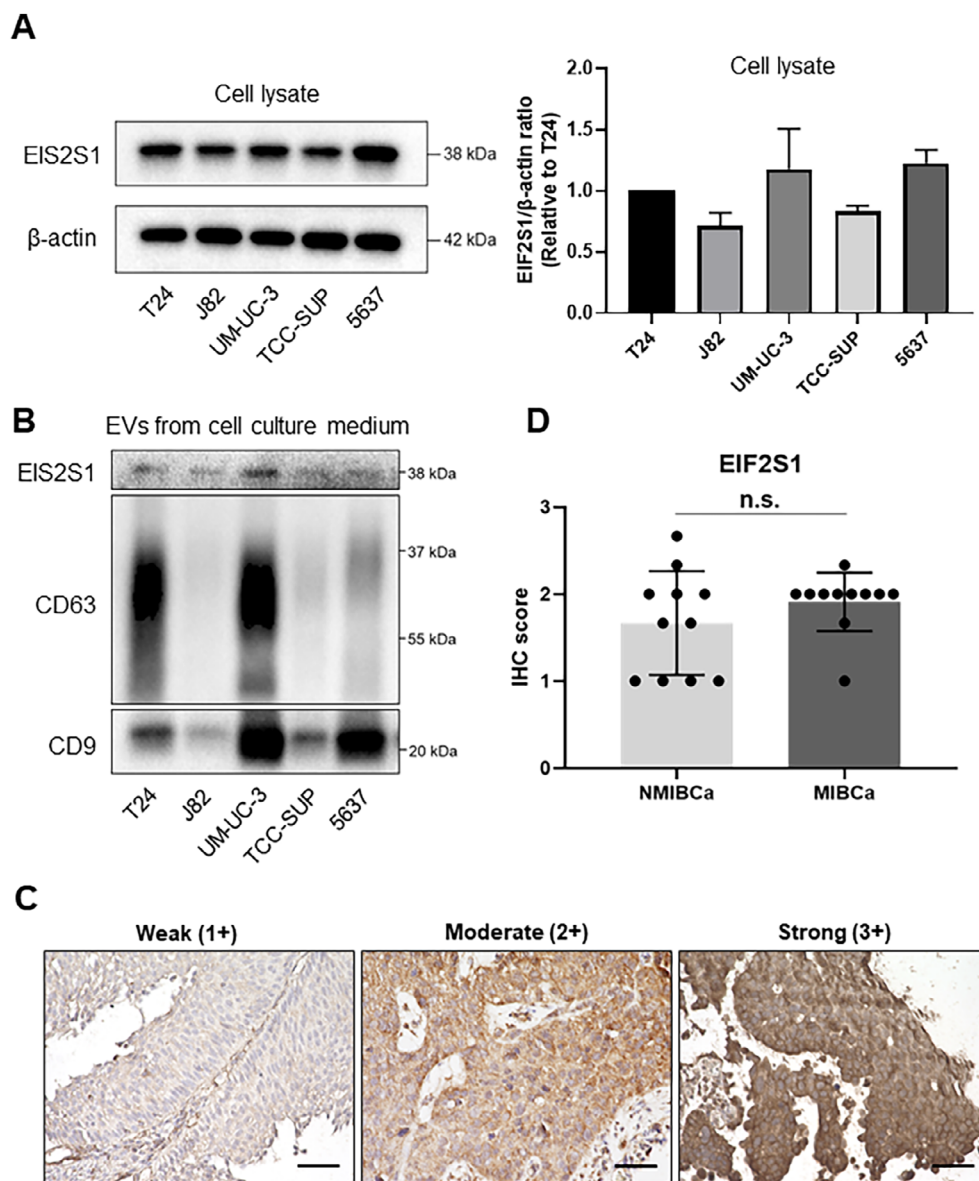 A
Cell lysate
EIS2S1
38 kDa
β-actin
42 kDa
T24
J82
UM-UC-3
TCC-SUP
5637
Cell lysate
EIF2S1/β-actin ratio
(Relative to T24)
2.0
1.5
1.0
0.5
0.0
T24
J82
UM-UC-3
TCC-SUP
5637
B
EVs from cell culture medium
EIS2S1
38 kDa
CD63
37 kDa
55 kDa
CD9
20 kDa
T24
J82
UM-UC-3
TCC-SUP
5637
D
EIF2S1
n.s.
IHC score
3
2
1
0
NMIBCa
MIBCa
C
Weak (1+)
Moderate (2+)
Strong (3+)